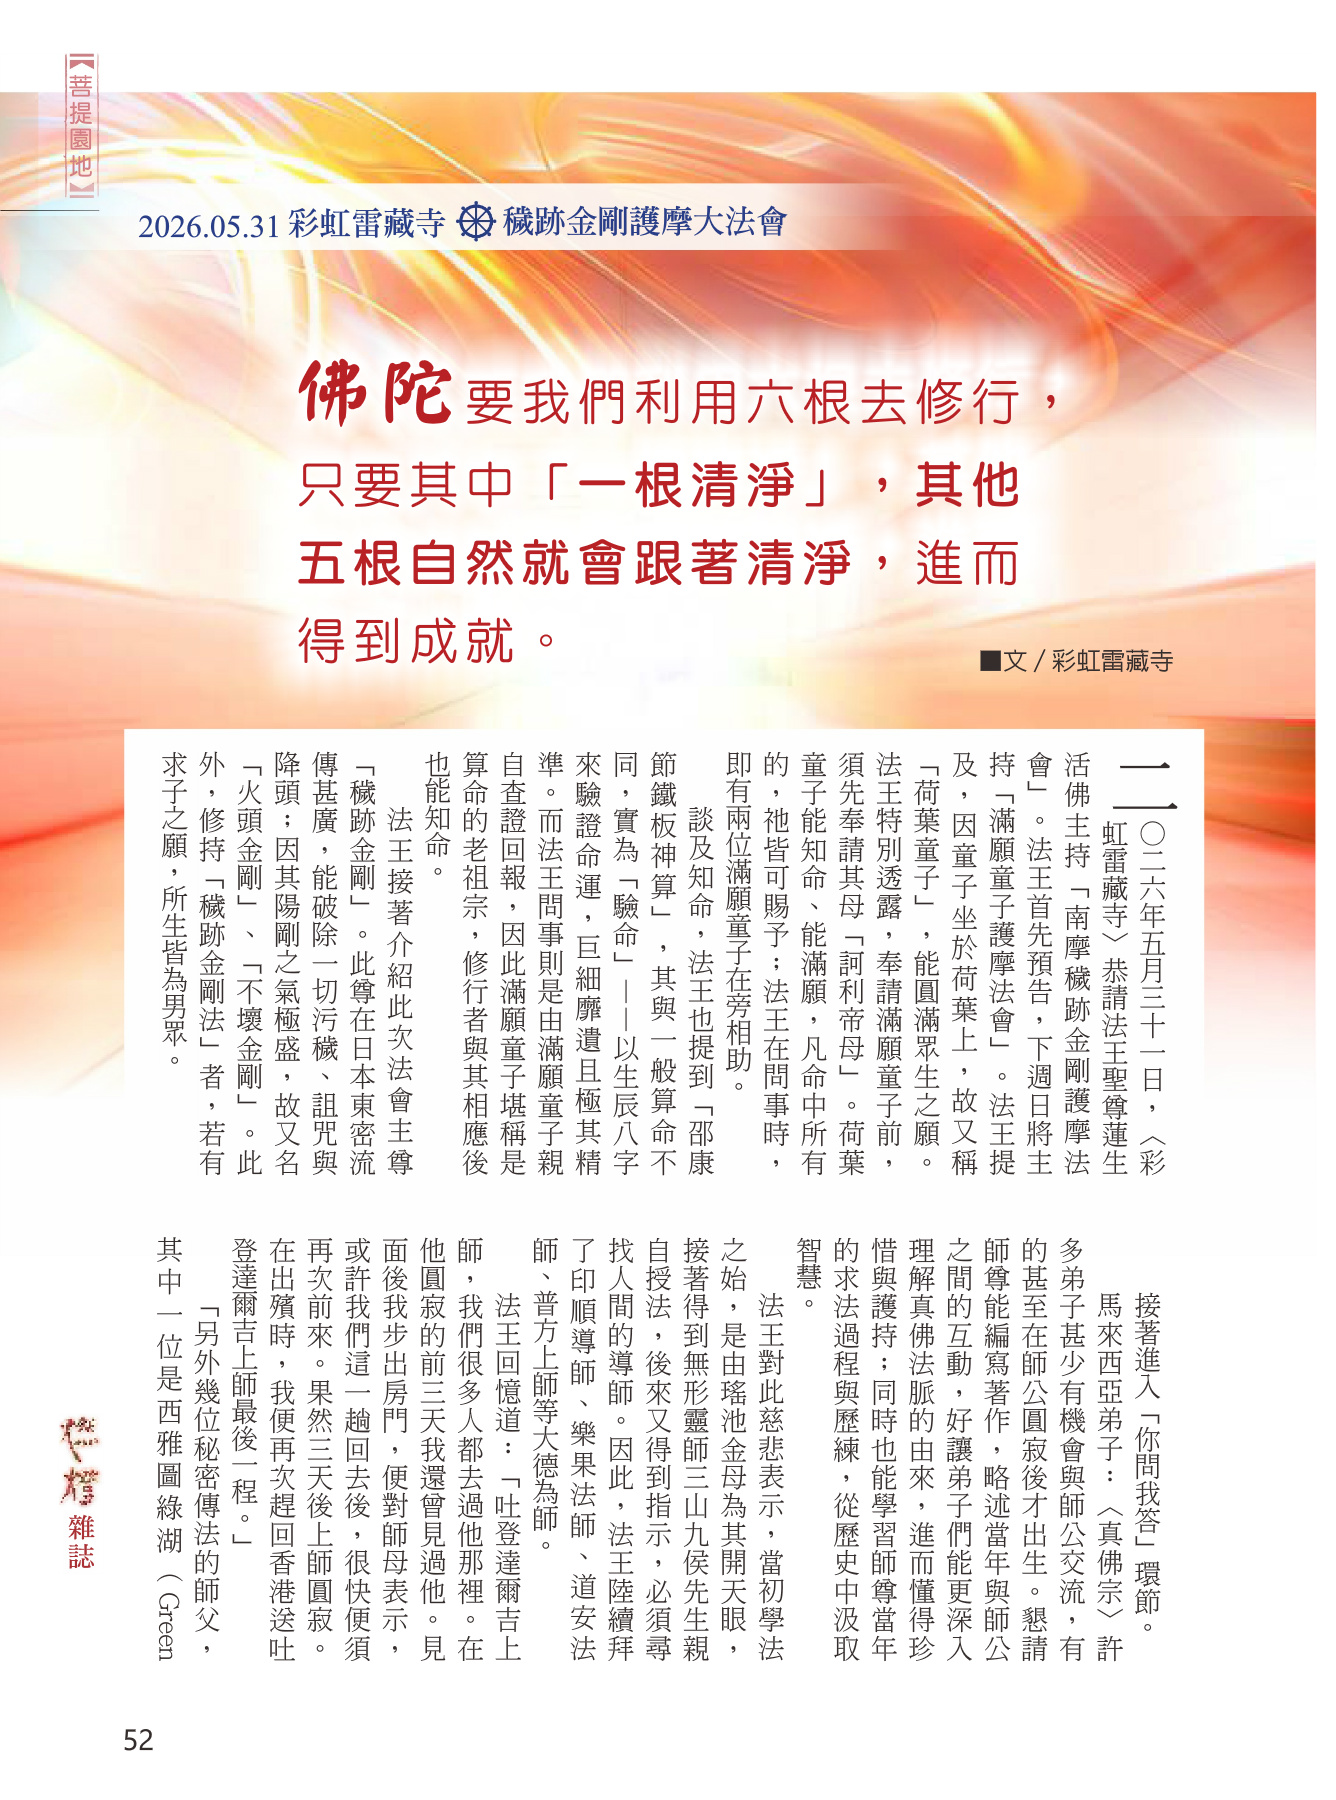 【菩提園地】
2026.05.31 彩虹雷藏寺 穢跡金剛護摩大法會
佛陀要我們利用六根去修行，
只要其中「一根清淨」，其他
五根自然就會跟著清淨，進而
得到成就。
■文／彩虹雷藏寺
二〇二六年五月三十一日，〈彩
虹雷藏寺〉恭請法王聖尊蓮生
活佛主持「南摩穢跡金剛護摩法
會」。法王首先預告，下週日將主
持「滿願童子護摩法會」。法王提
及，因童子坐於荷葉上，故又稱
「荷葉童子」，能圓滿眾生之願。
法王特別透露，奉請滿願童子前，
須先奉請其母「訶利帝母」。荷葉
童子能知命、能滿願，凡命中所有
的，祂皆可賜予；法王在問事時，
即有兩位滿願童子在旁相助。
談及知命，法王也提到「邵康
節鐵板神算」，其與一般算命不
同，實為「驗命」——以生辰八字
來驗證命運，巨細靡遺且極其精
準。而法王問事則是由滿願童子親
自查證回報，因此滿願童子堪稱是
算命的老祖宗，修行者與其相應後
也能知命。
法王接著介紹此次法會主尊
「穢跡金剛」。此尊在日本東密流
傳甚廣，能破除一切污穢、詛咒與
降頭；因其陽剛之氣極盛，故又名
「火頭金剛」、「不壞金剛」。此
外，修持「穢跡金剛法」者，若有
求子之願，所生皆為男眾。
接著進入「你問我答」環節。
馬來西亞弟子：〈真佛宗〉許
多弟子甚少有機會與師公交流，有
的甚至在師公圓寂後才出生。懇請
師尊能編寫著作，略述當年與師公
之間的互動，好讓弟子們能更深入
理解真佛法脈的由來，進而懂得珍
惜與護持；同時也能學習師尊當年
的求法過程與歷練，從歷史中汲取
智慧。
法王對此慈悲表示，當初學法
之始，是由瑤池金母為其開天眼，
接著得到無形靈師三山九侯先生親
自授法，後來又得到指示，必須尋
找人間的導師。因此，法王陸續拜
了印順導師、樂果法師、道安法
師、普方上師等大德為師。
法王回憶道：「吐登達爾吉上
師，我們很多人都去過他那裡。在
他圓寂的前三天我還曾見過他。見
面後我步出房門，便對師母表示，
或許我們這一趟回去後，很快便須
再次前來。果然三天後上師圓寂。
在出殯時，我便再次趕回香港送吐
登達爾吉上師最後一程。」
「另外幾位秘密傳法的師父，
其中一位是西雅圖綠湖（Green
雜誌
52